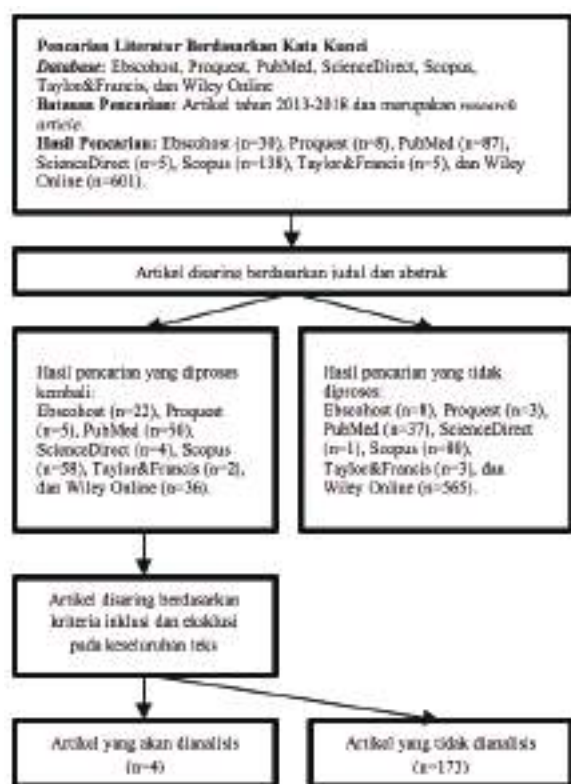 Pencarian Literatur Berdasarkan Kata Kunci
Database: Ebscohost, Proquest, PubMed, ScienceDirect, Scopus,
Taylor&Francis, dan Wiley Online
Batasan Pencarian: Artikel tahun 2013-2018 dan merupakan research
article.
Hasil Pencarian: Ebscohost (n=30), Proquest (n=8), PubMed (n=87),
ScienceDirect (n=5), Scopus (n=138), Taylor&Francis (n=5), dan Wiley
Online (n=601).
Artikel disaring berdasarkan judul dan abstrak
Hasil pencarian yang diproses
kembali:
Ebscohost (n=22), Proquest
(n=5), PubMed (n=50),
ScienceDirect (n=4), Scopus
(n=58), Taylor&Francis (n=2),
dan Wiley Online (n=36).
Hasil pencarian yang tidak
diproses:
Ebscohost (n=8), Proquest (n=3),
PubMed (n=37), ScienceDirect
(n=1), Scopus (n=80),
Taylor&Francis (n=3), dan
Wiley Online (n=565).
Artikel disaring berdasarkan
kriteria inklusi dan eksklusi
pada keseluruhan teks
Artikel yang akan dianalisis
(n=4)
Artikel yang tidak dianalisis
(n=173)